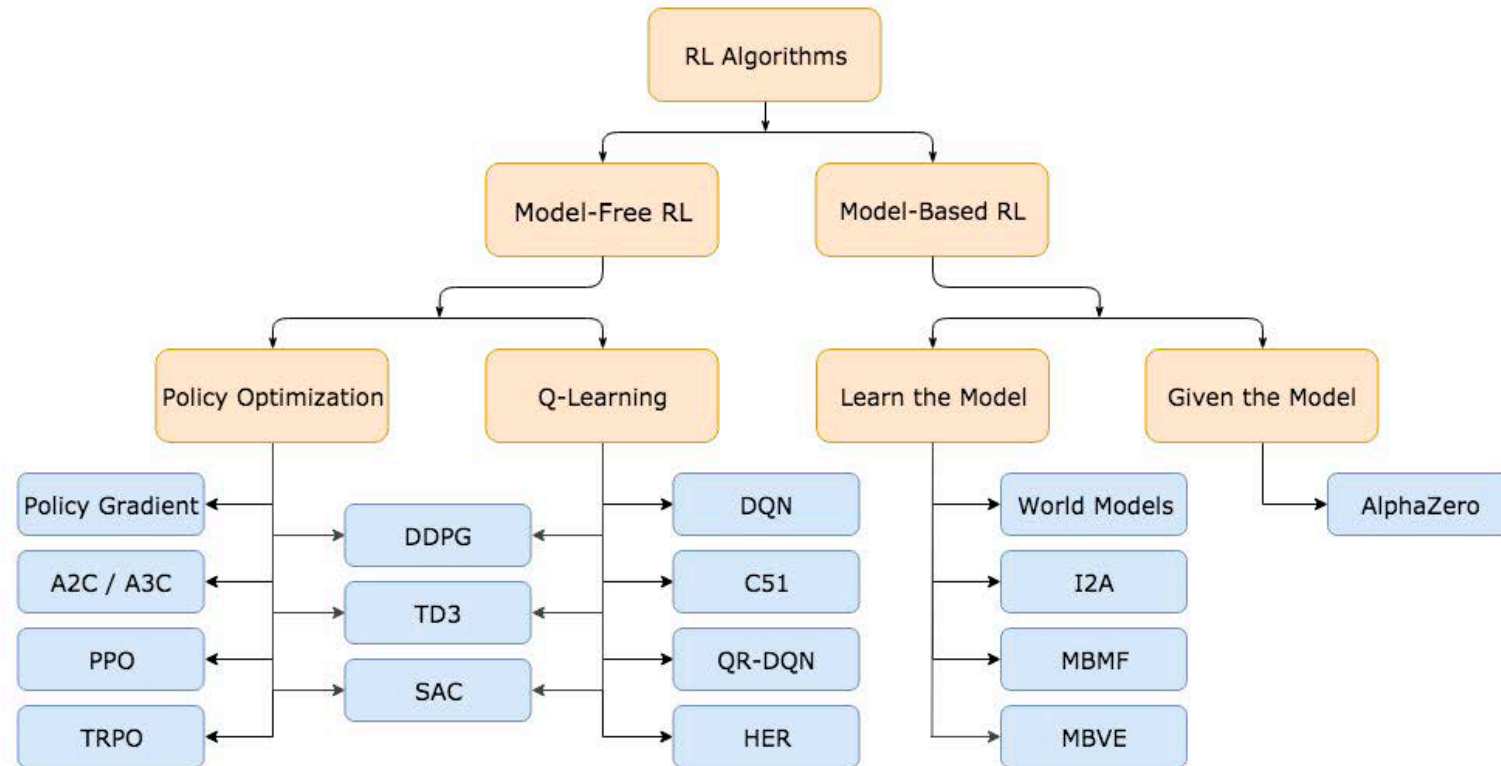 RL Algorithms
Model-Free RL
Model-Based RL
Policy Optimization
Q-Learning
Learn the Model
Given the Model
Policy Gradient
DDPG
DQN
World Models
AlphaZero
A2C / A3C
TD3
C51
I2A
PPO
SAC
QR-DQN
MBMF
TRPO
HER
MBVE